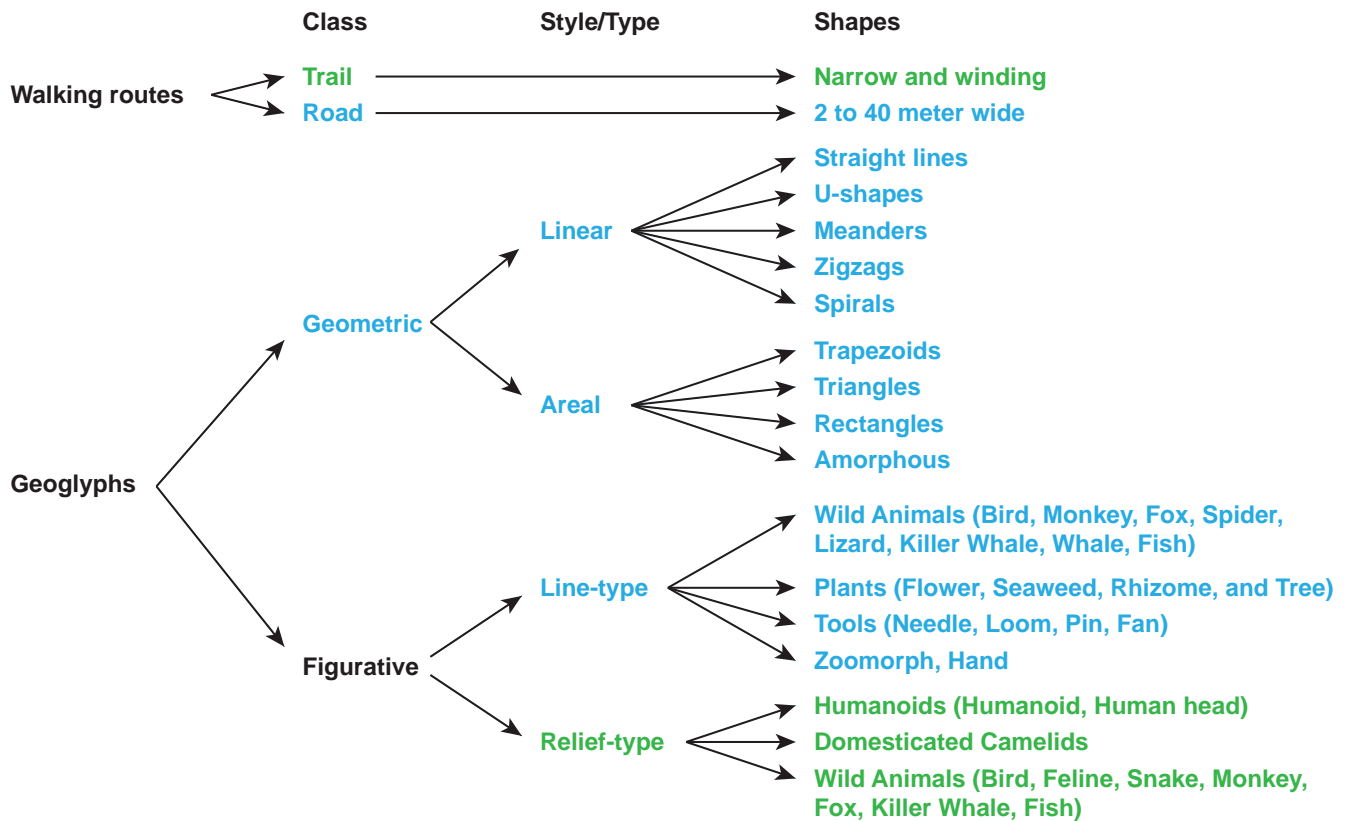 Class Style/Type Shapes
Walking routes
Trail Narrow and winding
Road 2 to 40 meter wide
Geoglyphs
Geometric
Linear
Straight lines
U-shapes
Meanders
Zigzags
Spirals
Areal
Trapezoids
Triangles
Rectangles
Amorphous
Figurative
Line-type
Wild Animals (Bird, Monkey, Fox, Spider,
Lizard, Killer Whale, Whale, Fish)
Plants (Flower, Seaweed, Rhizome, and Tree)
Tools (Needle, Loom, Pin, Fan)
Zoomorph, Hand
Relief-type
Humanoids (Humanoid, Human head)
Domesticated Camelids
Wild Animals (Bird, Feline, Snake, Monkey,
Fox, Killer Whale, Fish)